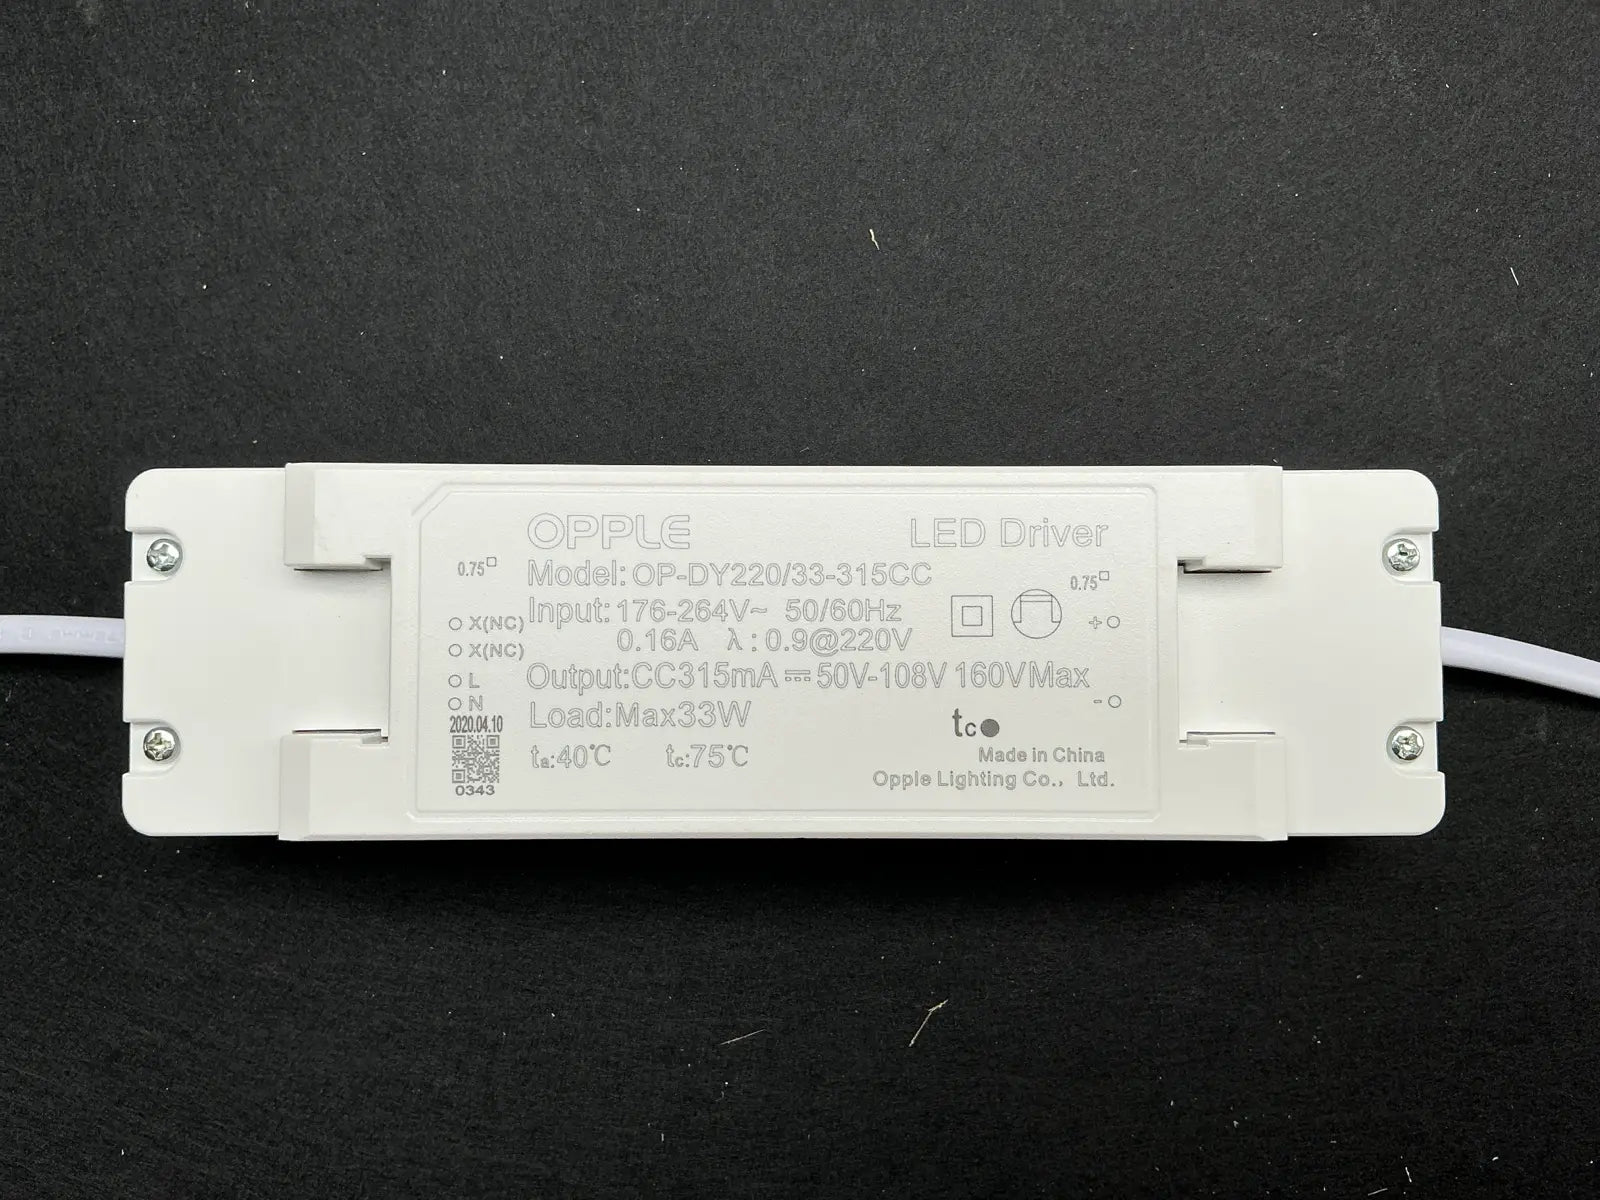 OPPLE LED Driver
0.75
Model: OP-DY220/33-315CC
0.75
Input: 176-264V~ 50/60Hz
0.16A λ : 0.9@220V
X(NC)
X(NC)
L
N
+
-
Output:CC315mA⎓50V-108V 160VMax
Load:Max33W
ta:40℃ tc:75℃
2020.04.10
0343
tc
Made in China
Opple Lighting Co., Ltd.